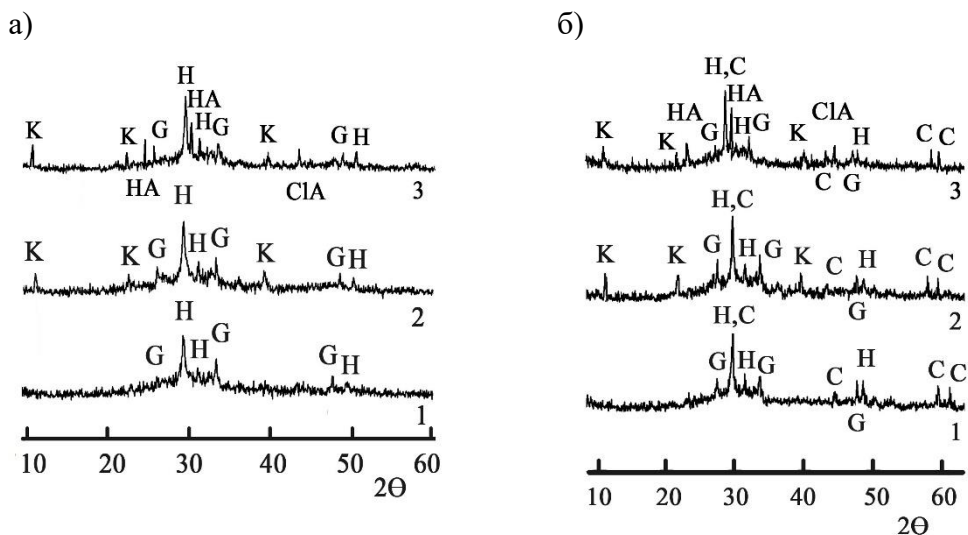 а)
H
HA
K K G H G K G H
HA ClA 3
H
K K G H G K G H
2
H
G H G G H
1
10 20 30 40 50 60
2Θ
б)
H,C
HA HA ClA
K K G H G K H C C
C G 3
H,C
K K G H G K C H C C
G 2
H,C
G H G C H C C
G 1
10 20 30 40 50 60
2Θ